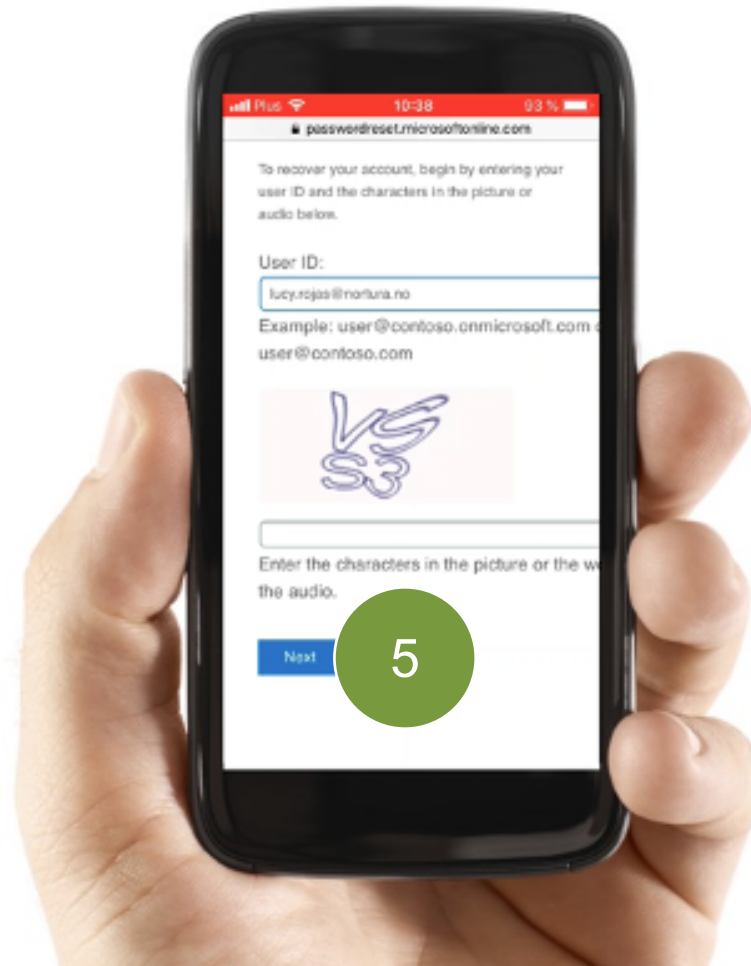 Plus 10:38 93 %
passwordreset.microsoftonline.com
To recover your account, begin by entering your
user ID and the characters in the picture or
audio below.
User ID:
lucy.rojas@nortura.no
Example: user@contoso.onmicrosoft.com
user@contoso.com
VS
S3
Enter the characters in the picture or the
the audio.
Next
5